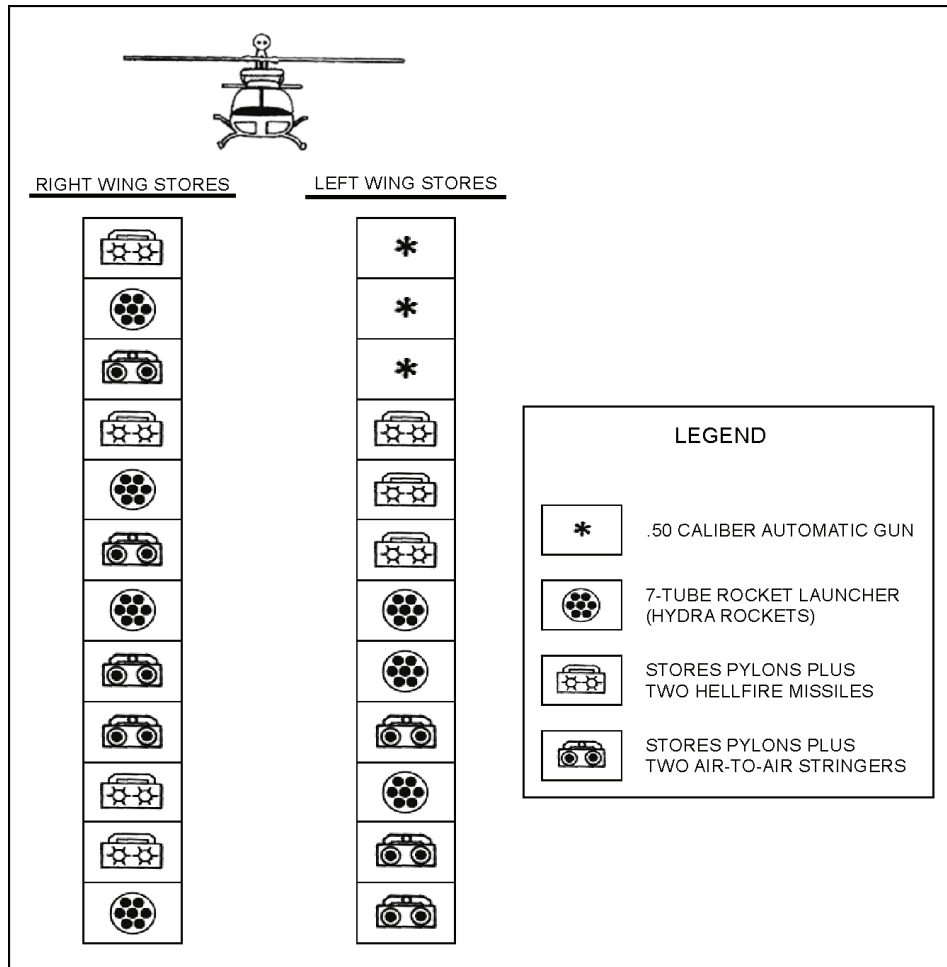 RIGHT WING STORES
LEFT WING STORES
LEGEND
.50 CALIBER AUTOMATIC GUN
7-TUBE ROCKET LAUNCHER
(HYDRA ROCKETS)
STORES PYLONS PLUS
TWO HELLFIRE MISSILES
STORES PYLONS PLUS
TWO AIR-TO-AIR STRINGERS